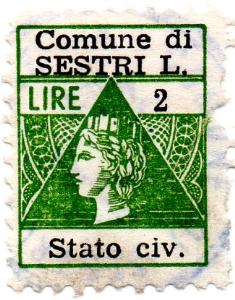 Comune di
SESTRI L.
LIRE 2
Stato civ.